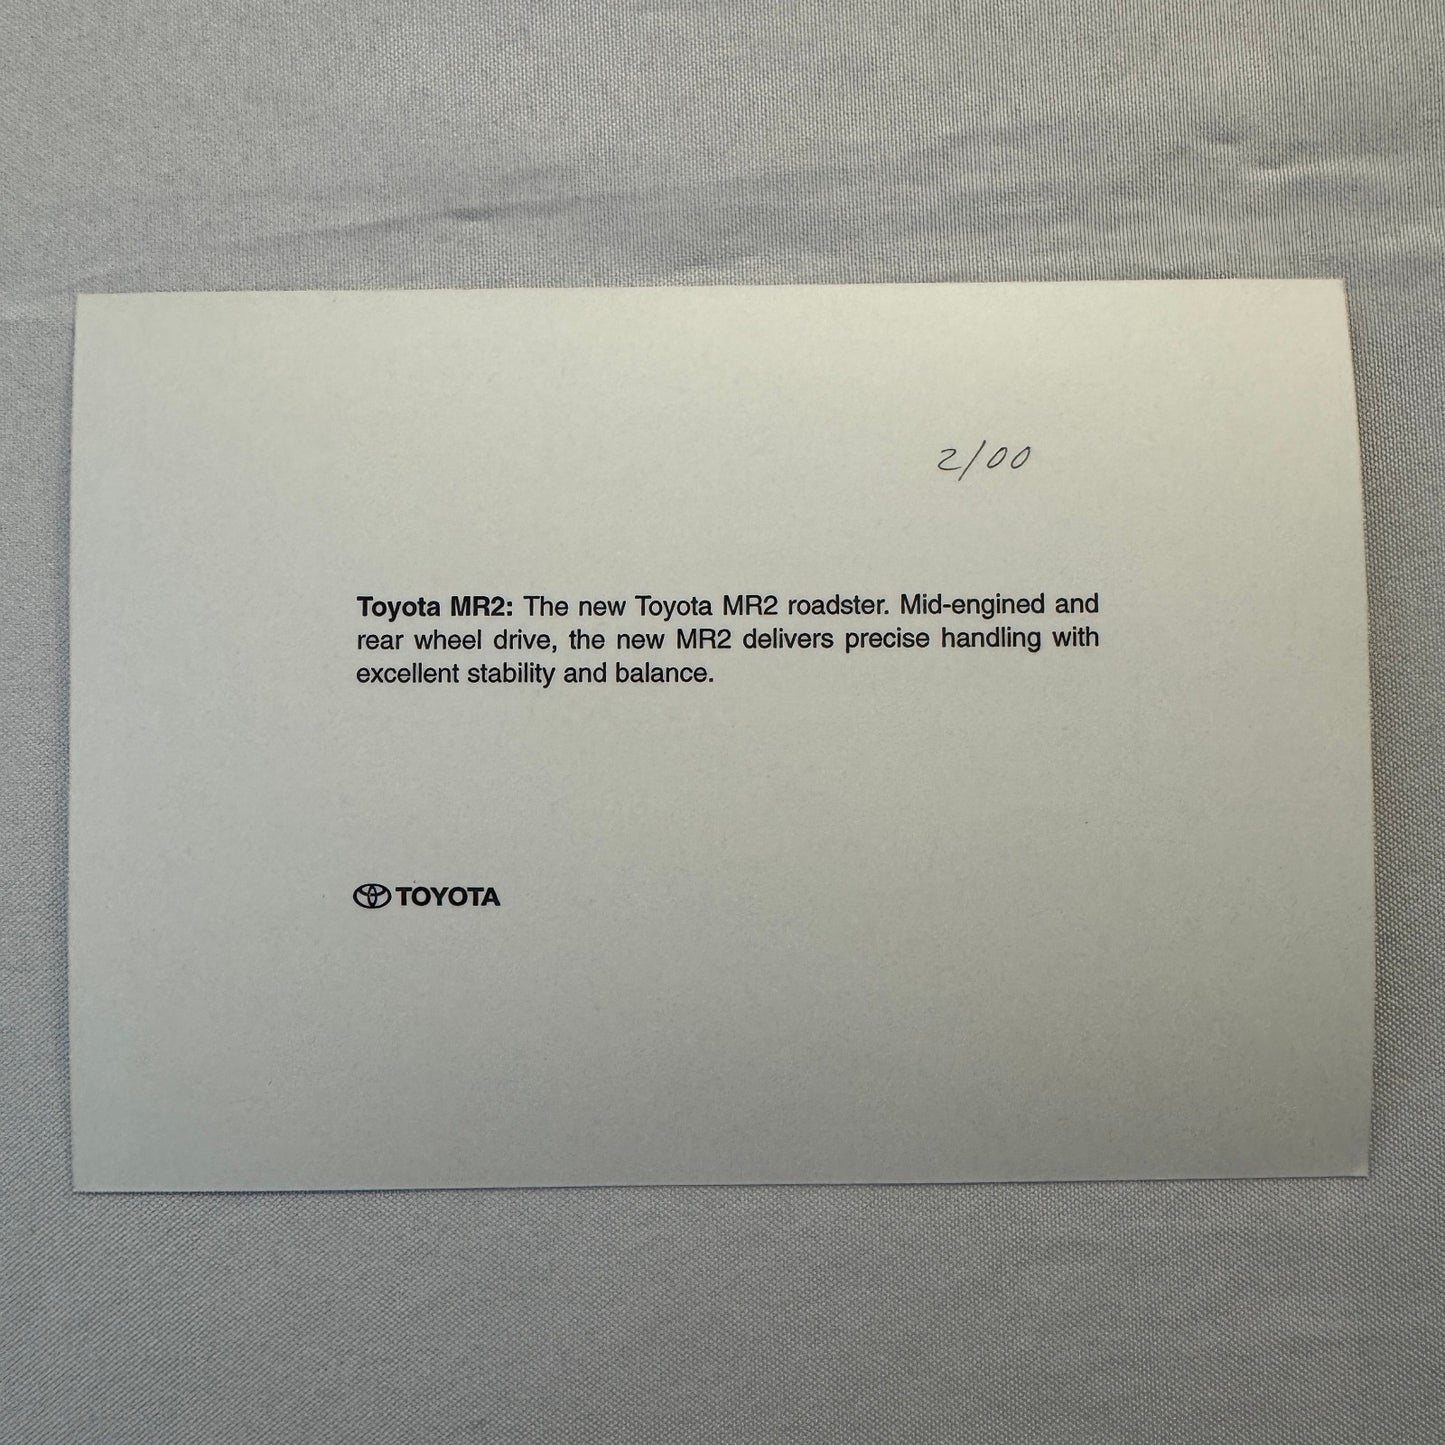 2/00
Toyota MR2: The new Toyota MR2 roadster. Mid-engined and
rear wheel drive, the new MR2 delivers precise handling with
excellent stability and balance.
TOYOTA